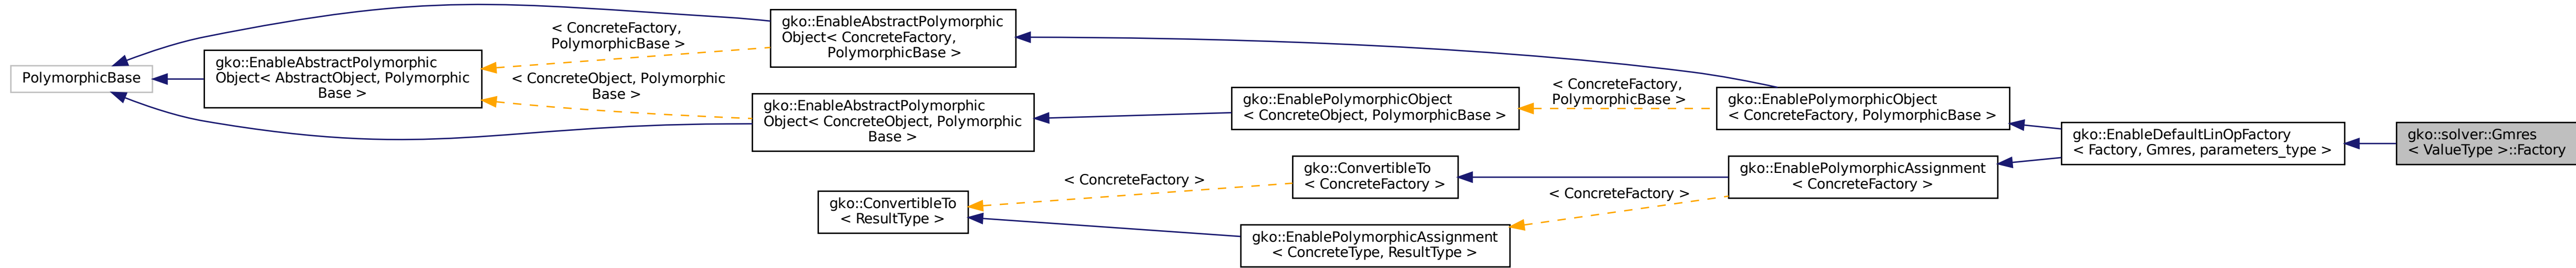 PolymorphicBase
gko::EnableAbstractPolymorphic
Object< AbstractObject, Polymorphic
Base >
< ConcreteFactory,
PolymorphicBase >
< ConcreteObject, Polymorphic
Base >
gko::EnableAbstractPolymorphic
Object< ConcreteFactory,
PolymorphicBase >
gko::EnableAbstractPolymorphic
Object< ConcreteObject, Polymorphic
Base >
gko::ConvertibleTo
< ResultType >
< ConcreteFactory >
gko::EnablePolymorphicObject
< ConcreteObject, PolymorphicBase >
gko::ConvertibleTo
< ConcreteFactory >
gko::EnablePolymorphicAssignment
< ConcreteType, ResultType >
< ConcreteFactory,
PolymorphicBase >
< ConcreteFactory >
gko::EnablePolymorphicObject
< ConcreteFactory, PolymorphicBase >
gko::EnablePolymorphicAssignment
< ConcreteFactory >
gko::EnableDefaultLinOpFactory
< Factory, Gmres, parameters_type >
gko::solver::Gmres
< ValueType >::Factory